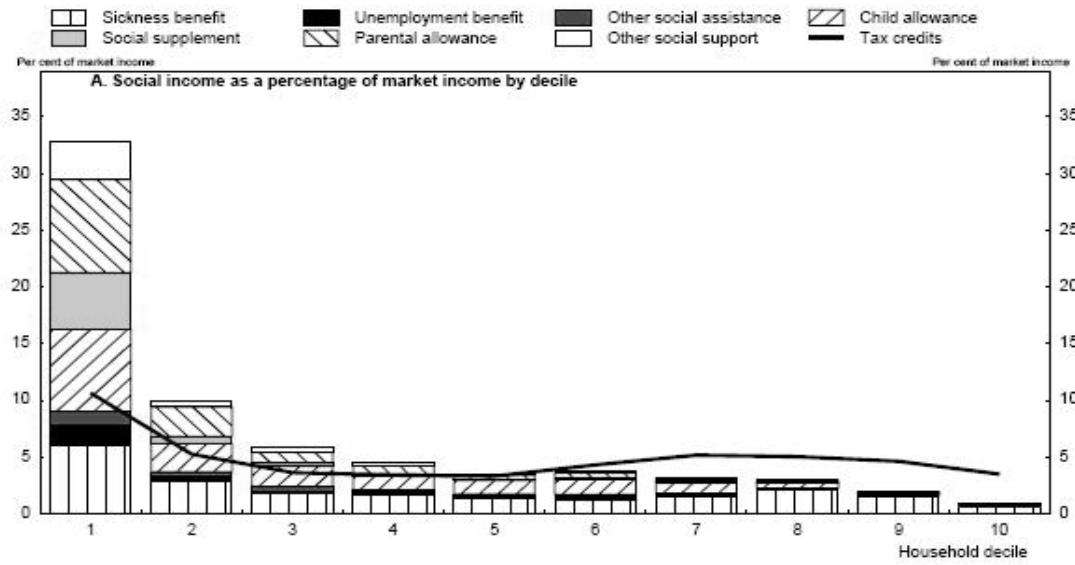 Sickness benefit Unemployment benefit Other social assistance Child allowance
Social supplement Parental allowance Other social support Tax credits
Per cent of market income Per cent of market income
A. Social income as a percentage of market income by decile
35 35
30 30
25 25
20 20
15 15
10 10
5 5
0 0
1 2 3 4 5 6 7 8 9 10
Household decile